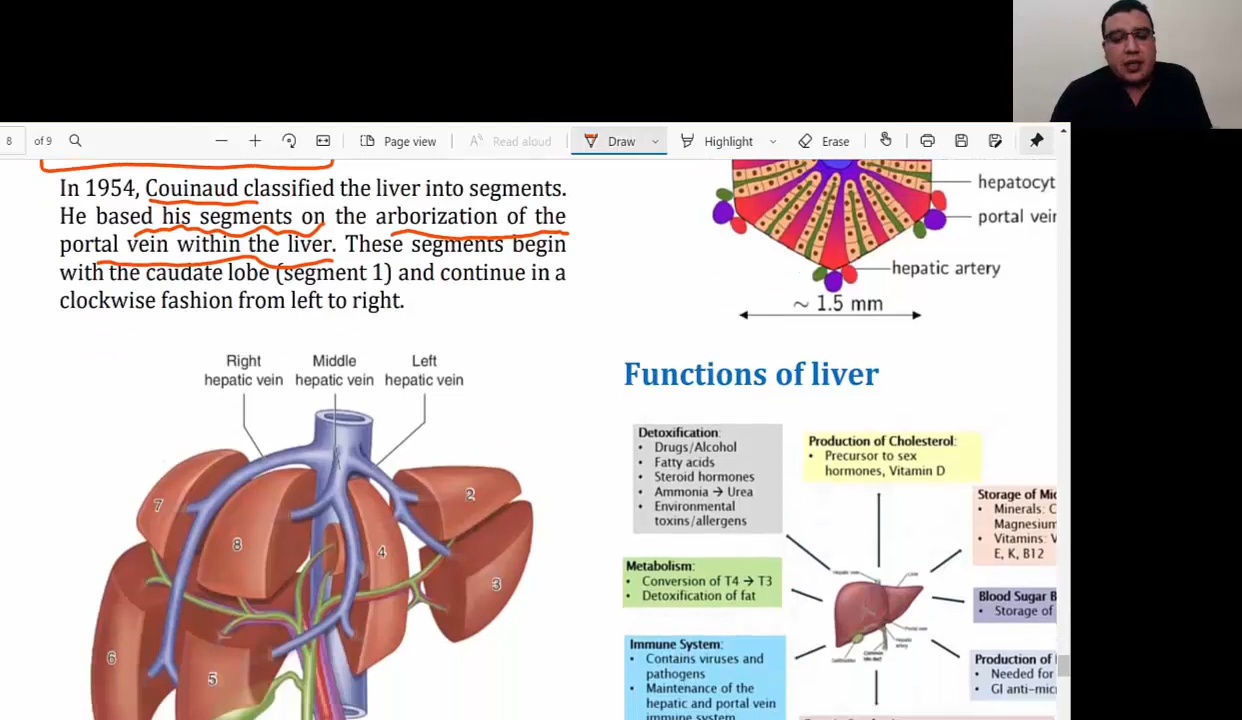 8 of 9
Page view
Read aloud
Draw
Highlight
Erase
In 1954, Couinaud classified the liver into segments.
He based his segments on the arborization of the
portal vein within the liver. These segments begin
with the caudate lobe (segment 1) and continue in a
clockwise fashion from left to right.
Right
hepatic vein
Middle
hepatic vein
Left
hepatic vein
7
8
4
2
3
6
5
hepatocyt
portal vei
hepatic artery
~ 1.5 mm
Functions of liver
Detoxification:
• Drugs/Alcohol
• Fatty acids
• Steroid hormones
• Ammonia → Urea
• Environmental
toxins/allergens
Production of Cholesterol:
• Precursor to sex
hormones, Vitamin D
Storage of Mi
• Minerals: C
Magnesium
• Vitamins:
E, K, B12
Metabolism:
• Conversion of T4 → T3
• Detoxification of fat
Blood Sugar B
• Storage of
Immune System:
• Contains viruses and
pathogens
• Maintenance of the
hepatic and portal vein
immune system
Production of
• Needed for
• GI anti-mic